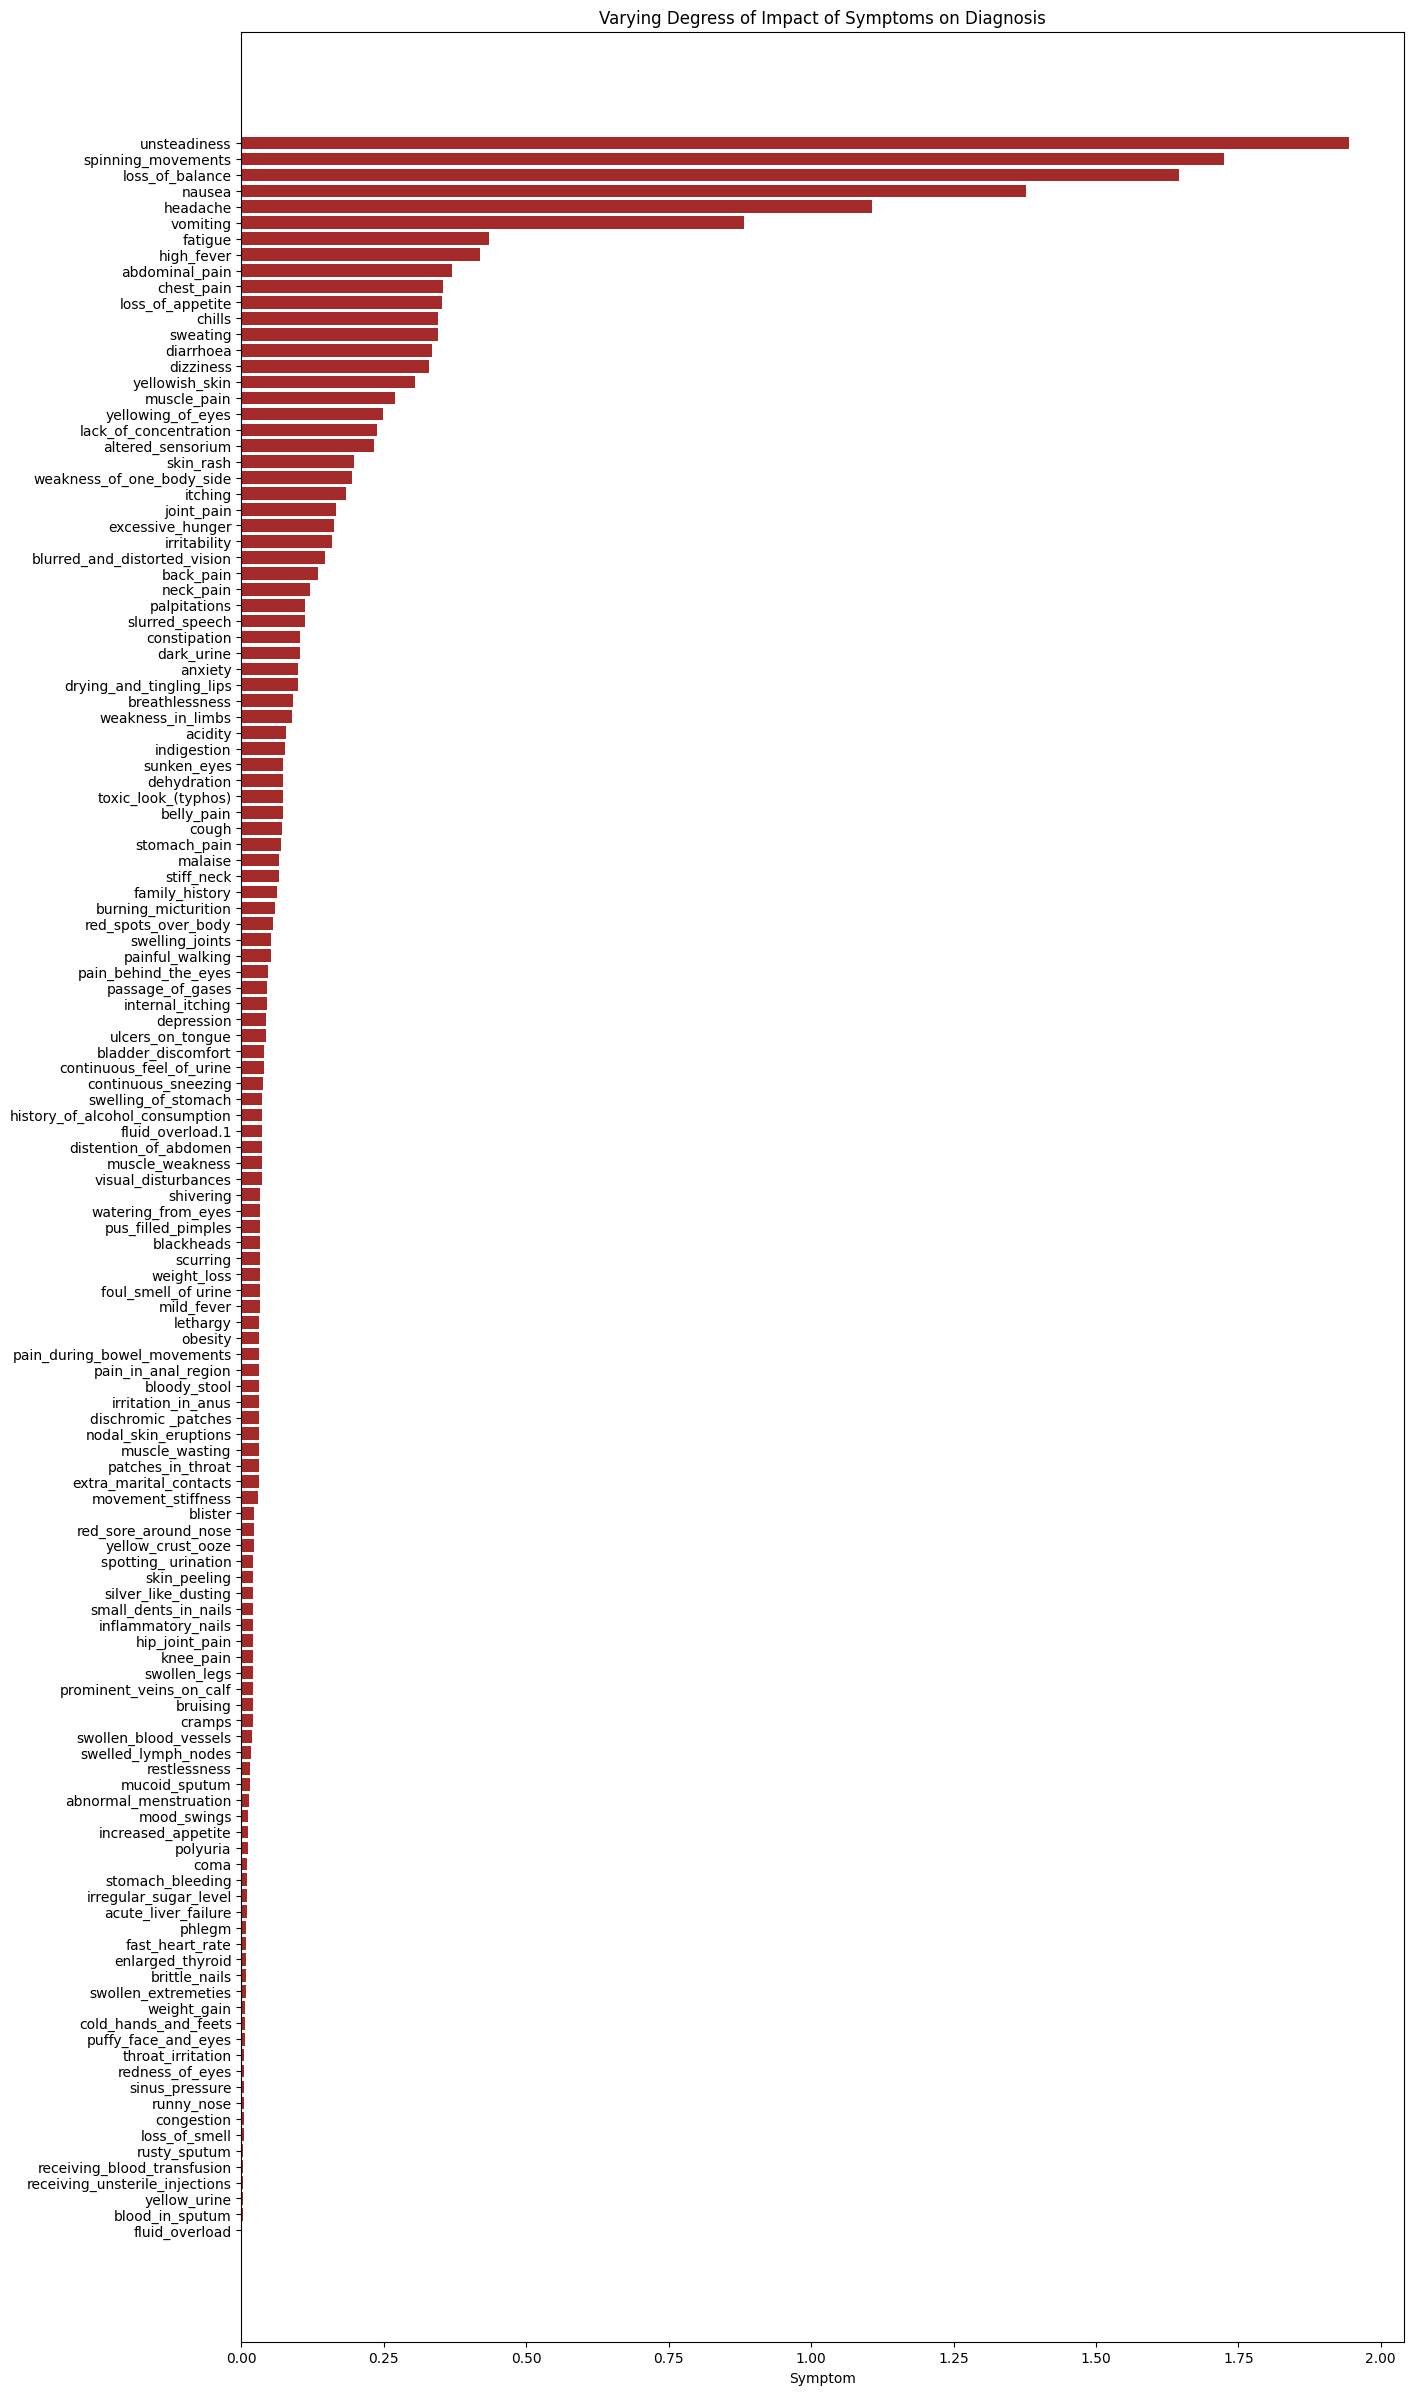 Varying Degress of Impact of Symptoms on Diagnosis
unsteadiness
spinning_movements
loss_of_balance
nausea
headache
vomiting
fatigue
high_fever
abdominal_pain
chest_pain
loss_of_appetite
chills
sweating
diarrhoea
dizziness
yellowish_skin
muscle_pain
yellowing_of_eyes
lack_of_concentration
altered_sensorium
skin_rash
weakness_of_one_body_side
itching
joint_pain
excessive_hunger
irritability
blurred_and_distorted_vision
back_pain
neck_pain
palpitations
slurred_speech
constipation
dark_urine
anxiety
drying_and_tingling_lips
breathlessness
weakness_in_limbs
acidity
indigestion
sunken_eyes
dehydration
toxic_look_(typhos)
belly_pain
cough
stomach_pain
malaise
stiff_neck
family_history
burning_micturition
red_spots_over_body
swelling_joints
painful_walking
pain_behind_the_eyes
passage_of_gases
internal_itching
depression
ulcers_on_tongue
bladder_discomfort
continuous_feel_of_urine
continuous_sneezing
swelling_of_stomach
history_of_alcohol_consumption
fluid_overload.1
distention_of_abdomen
muscle_weakness
visual_disturbances
shivering
watering_from_eyes
pus_filled_pimples
blackheads
scurring
weight_loss
foul_smell_of urine
mild_fever
lethargy
obesity
pain_during_bowel_movements
pain_in_anal_region
bloody_stool
irritation_in_anus
dischromic _patches
nodal_skin_eruptions
muscle_wasting
patches_in_throat
extra_marital_contacts
movement_stiffness
blister
red_sore_around_nose
yellow_crust_ooze
spotting_ urination
skin_peeling
silver_like_dusting
small_dents_in_nails
inflammatory_nails
hip_joint_pain
knee_pain
swollen_legs
prominent_veins_on_calf
bruising
cramps
swollen_blood_vessels
swelled_lymph_nodes
restlessness
mucoid_sputum
abnormal_menstruation
mood_swings
increased_appetite
polyuria
coma
stomach_bleeding
irregular_sugar_level
acute_liver_failure
phlegm
fast_heart_rate
enlarged_thyroid
brittle_nails
swollen_extremeties
weight_gain
cold_hands_and_feets
puffy_face_and_eyes
throat_irritation
redness_of_eyes
sinus_pressure
runny_nose
congestion
loss_of_smell
rusty_sputum
receiving_blood_transfusion
receiving_unsterile_injections
yellow_urine
blood_in_sputum
fluid_overload
0.00 0.25 0.50 0.75 1.00 1.25 1.50 1.75 2.00
Symptom